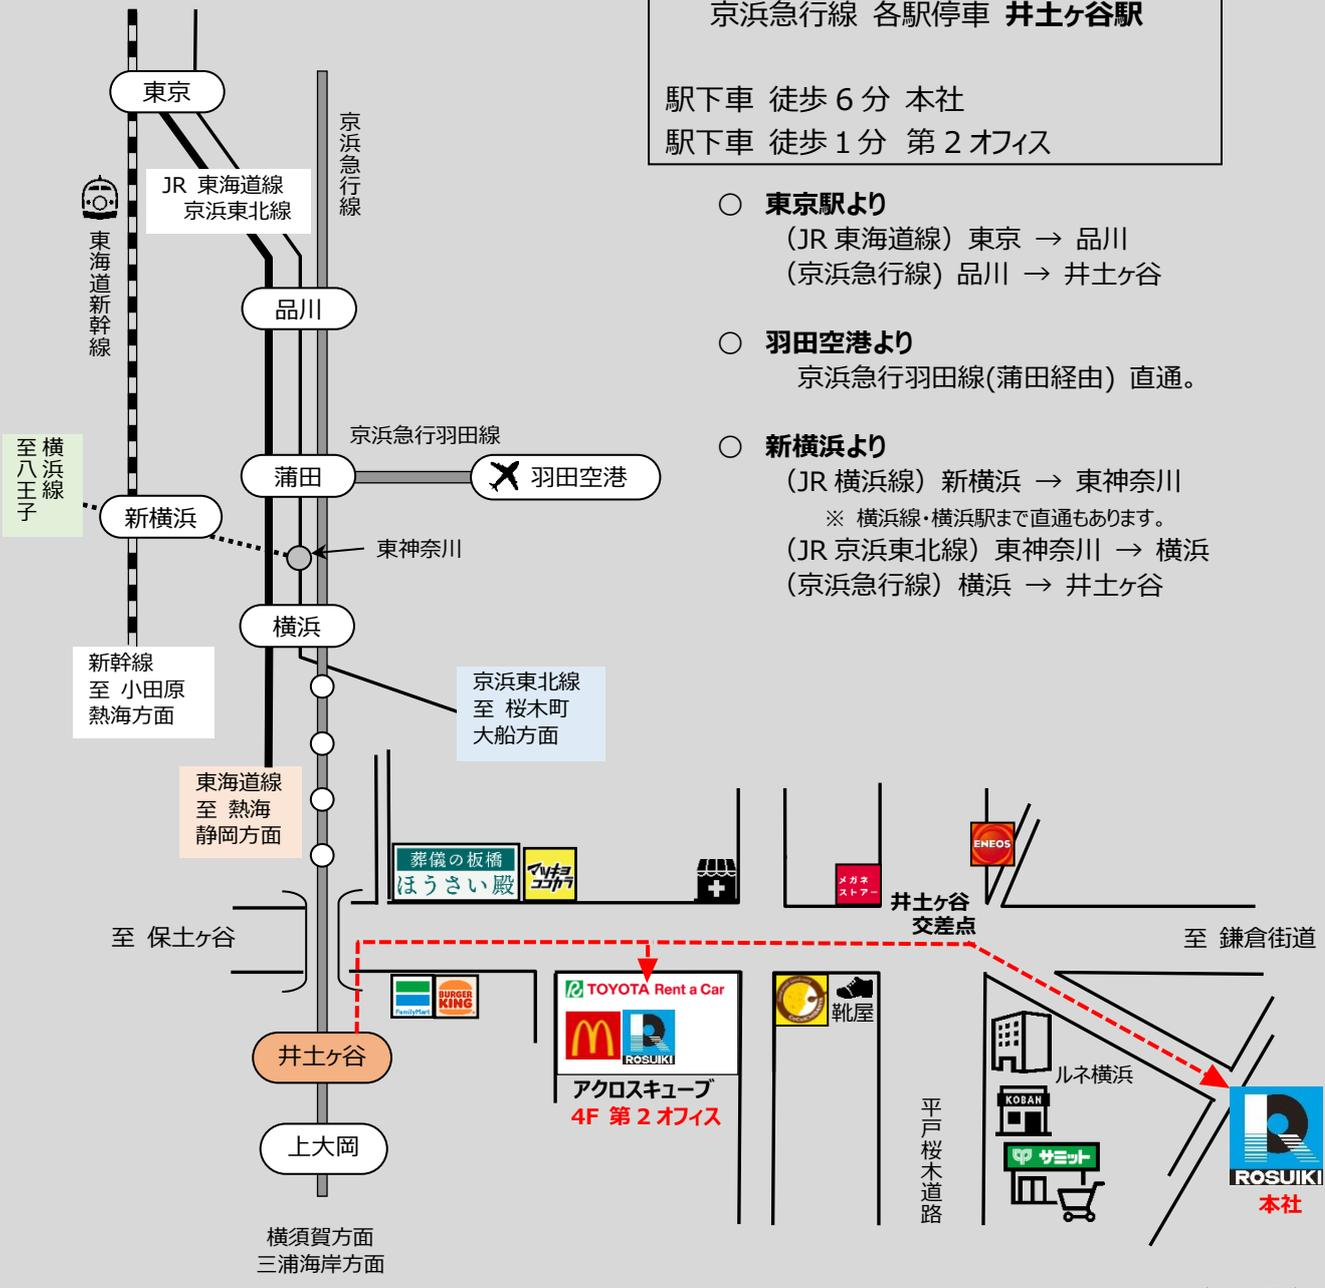 京浜急行線 各駅停車 井土ヶ谷駅
駅下車 徒歩6分 本社
駅下車 徒歩1分 第2オフィス
○ 東京駅より
(JR 東海道線) 東京 → 品川
(京浜急行線) 品川 → 井土ヶ谷
○ 羽田空港より
京浜急行羽田線(蒲田経由) 直通。
○ 新横浜より
(JR 横浜線) 新横浜 → 東神奈川
※ 横浜線・横浜駅まで直通もあります。
(JR 京浜東北線) 東神奈川 → 横浜
(京浜急行線) 横浜 → 井土ヶ谷
東京
京浜急行線
JR 東海道線
京浜東北線
東海道新幹線
品川
横浜線
至八王子
京浜急行羽田線
蒲田
羽田空港
新横浜
東神奈川
横浜
新幹線
至 小田原
熱海方面
京浜東北線
至 桜木町
大船方面
東海道線
至 熱海
静岡方面
葬儀の板橋
ほうさい殿
マツキヨ
ココカラ
メガネ
ストアー
ENEOS
井土ヶ谷
交差点
至 保土ヶ谷
至 鎌倉街道
FamilyMart
BURGER
KING
TOYOTA Rent a Car
ROSUIKI
アクロスキューブ
4F 第2オフィス
靴屋
井土ヶ谷
上大岡
横須賀方面
三浦海岸方面
平戸桜木道路
ルネ横浜
KOBAN
サミット
ROSUIKI
本社